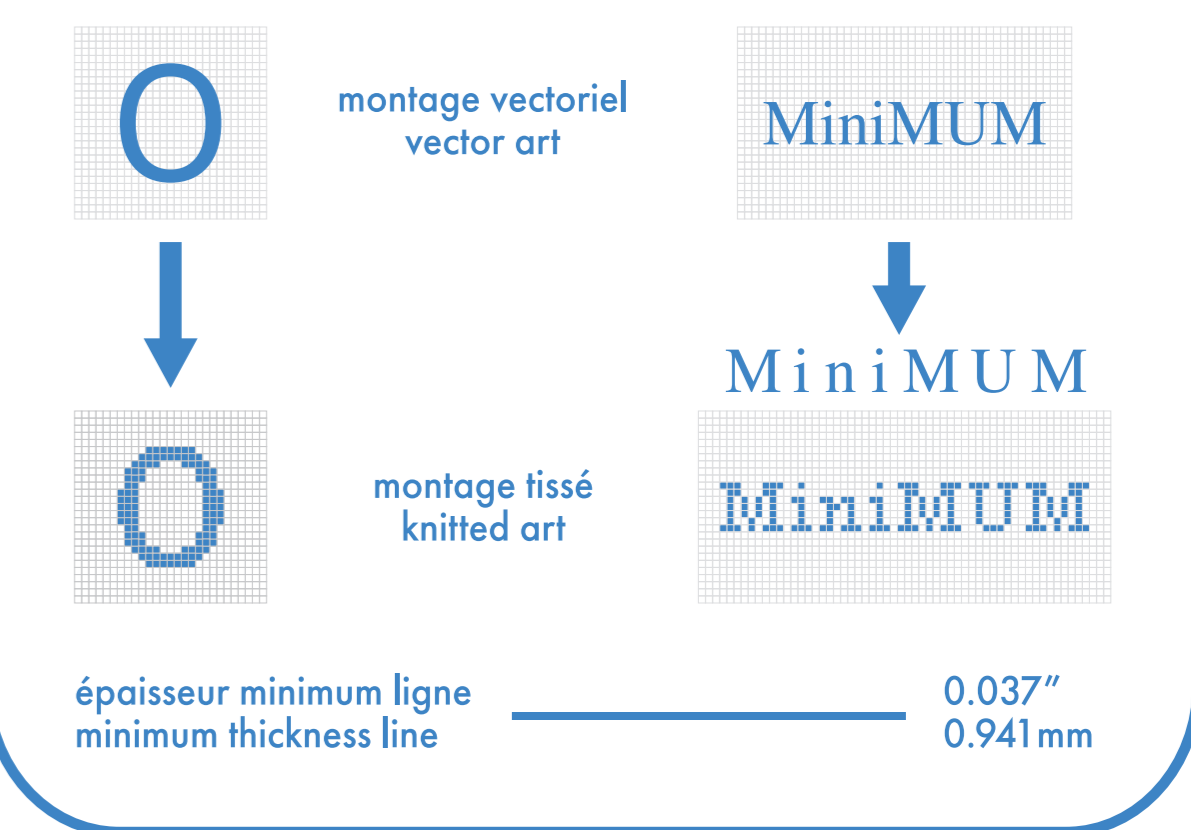 O
montage vectoriel
vector art
MiniMUM
MiniMUM
O
montage tissé
knitted art
MiniMUM
épaisseur minimum ligne
minimum thickness line
0.037"
0.941mm